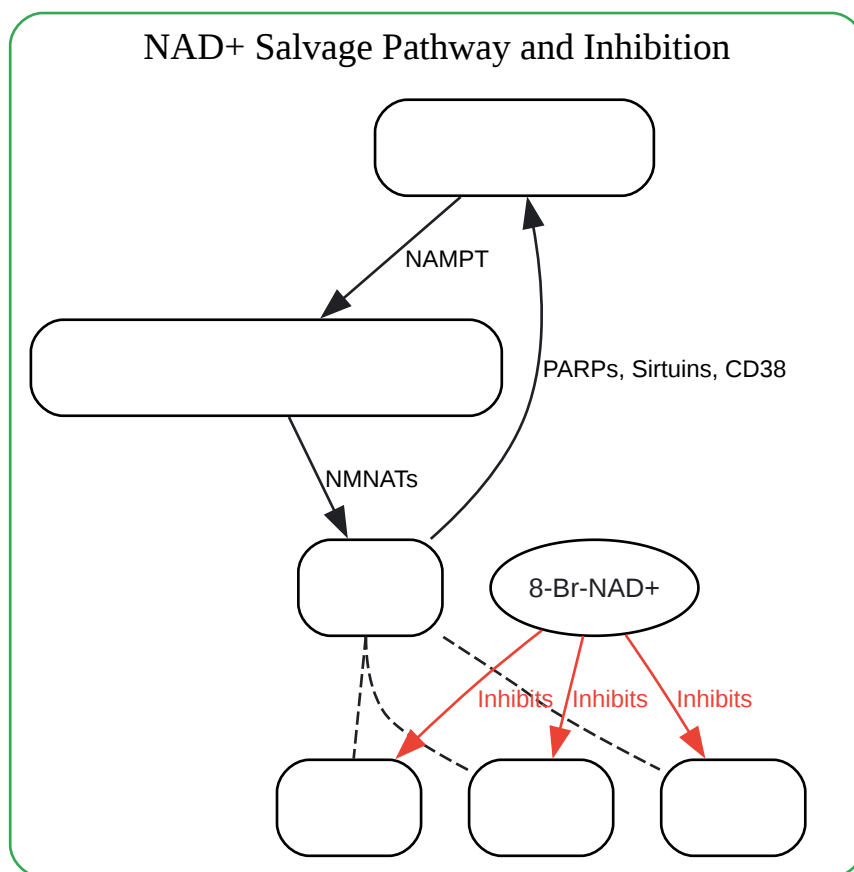 NAD+ Salvage Pathway and Inhibition
NAMPT
PARPs, Sirtuins, CD38
NMNATs
8-Br-NAD+
Inhibits
Inhibits
Inhibits